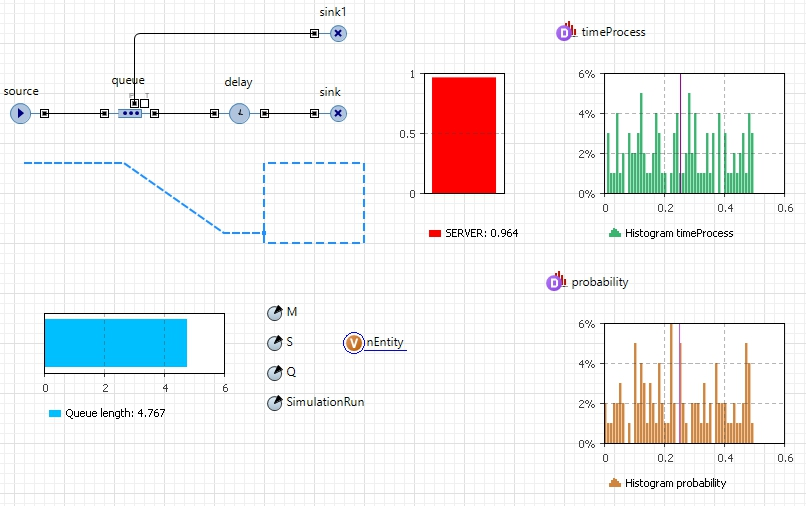 sink1
source
queue
delay
sink
1
0.5
0
SERVER: 0.964
timeProcess
6%
4%
2%
0%
0
0.2
0.4
0.6
Histogram timeProcess
0
2
4
6
Queue length: 4.767
M
S
Q
SimulationRun
V
nEntity
D
probability
6%
4%
2%
0%
0
0.2
0.4
0.6
Histogram probability
D